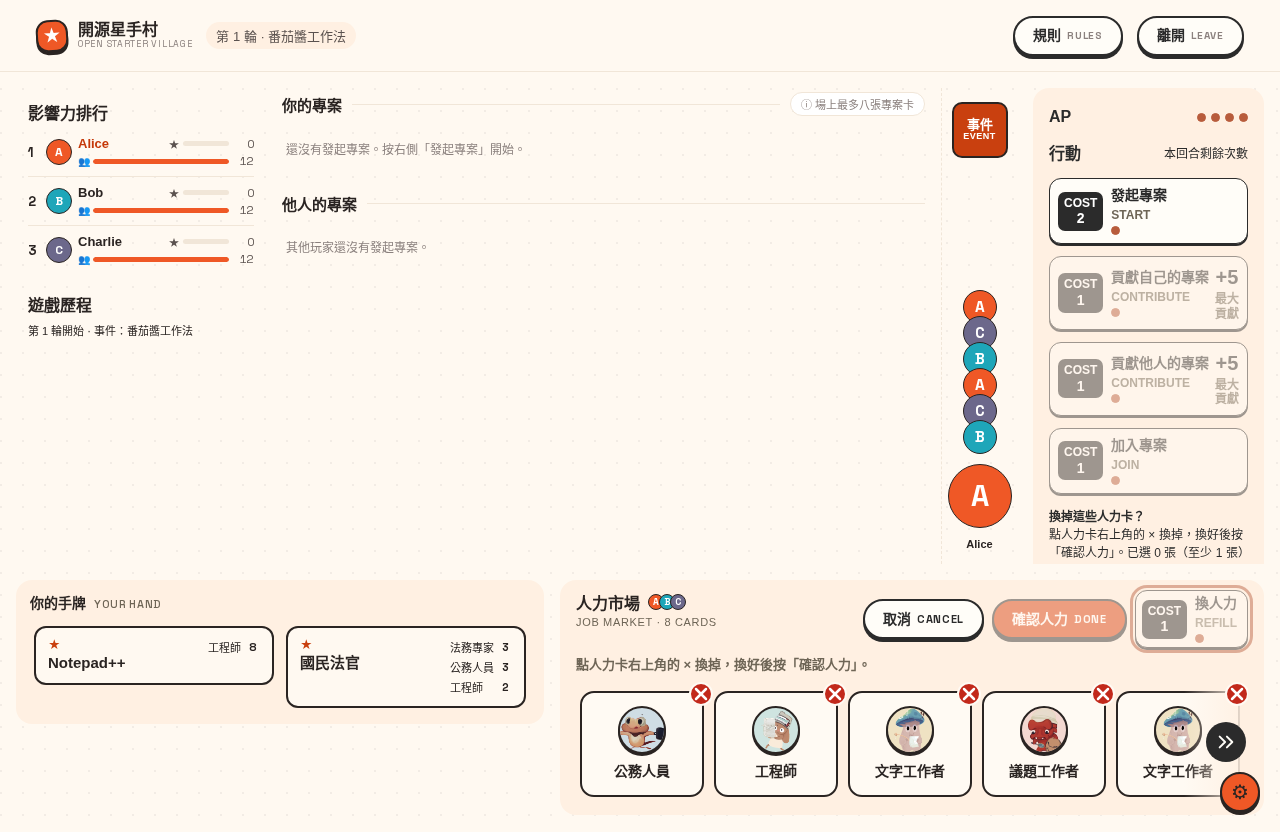 開源星手村
OPEN STARTER VILLAGE
第 1 輪 · 番茄醬工作法
規則 RULES
離開 LEAVE
影響力排行
1 A Alice ★ 0
12
2 B Bob ★ 0
12
3 C Charlie ★ 0
12
遊戲歷程
第 1 輪開始 · 事件：番茄醬工作法
你的專案
ⓘ 場上最多八張專案卡
還沒有發起專案。按右側「發起專案」開始。
他人的專案
其他玩家還沒有發起專案。
事件
EVENT
A
C
B
A
C
B
A
Alice
AP
行動 本回合剩餘次數
COST 2
發起專案
START
COST 1
貢獻自己的專案 +5
CONTRIBUTE 最大貢獻
COST 1
貢獻他人的專案 +5
CONTRIBUTE 最大貢獻
COST 1
加入專案
JOIN
換掉這些人力卡？
點人力卡右上角的 × 換掉，換好後按
「確認人力」。已選 0 張（至少 1 張）
你的手牌 YOUR HAND
★
Notepad++
工程師 8
★
國民法官
法務專家 3
公務人員 3
工程師 2
人力市場 A B C
JOB MARKET · 8 CARDS
取消 CANCEL
確認人力 DONE
COST 1
換人力
REFILL
點人力卡右上角的 × 換掉，換好後按「確認人力」。
公務人員
工程師
文字工作者
議題工作者
文字工作者